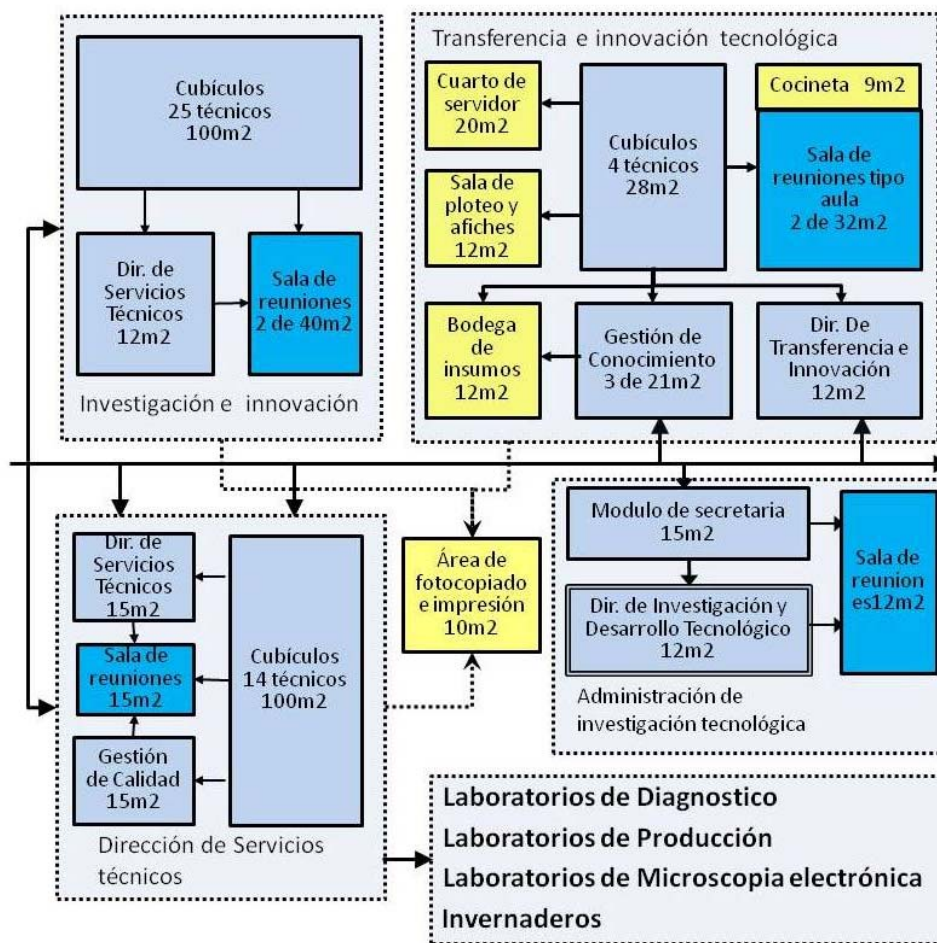 Cubículos
25 técnicos
100m2
Dir. de
Servicios
Técnicos
12m2
Sala de
reuniones
2 de 40m2
Investigación e innovación
Transferencia e innovación tecnológica
Cuarto de
servidor
20m2
Cubículos
4 técnicos
28m2
Cocineta 9m2
Sala de
reuniones tipo
aula
2 de 32m2
Sala de
ploteo y
afiches
12m2
Bodega
de
insumos
12m2
Gestión de
Conocimiento
3 de 21m2
Dir. De
Transferencia e
Innovación
12m2
Dir. de
Servicios
Técnicos
15m2
Sala de
reuniones
15m2
Gestión
de Calidad
15m2
Cubículos
14 técnicos
100m2
Dirección de Servicios
técnicos
Área de
fotocopiado
e impresión
10m2
Modulo de secretaria
15m2
Dir. de Investigación y
Desarrollo Tecnológico
12m2
Sala de
reunion
es12m2
Administración de
investigación tecnológica
Laboratorios de Diagnostico
Laboratorios de Producción
Laboratorios de Microscopia electrónica
Invernaderos